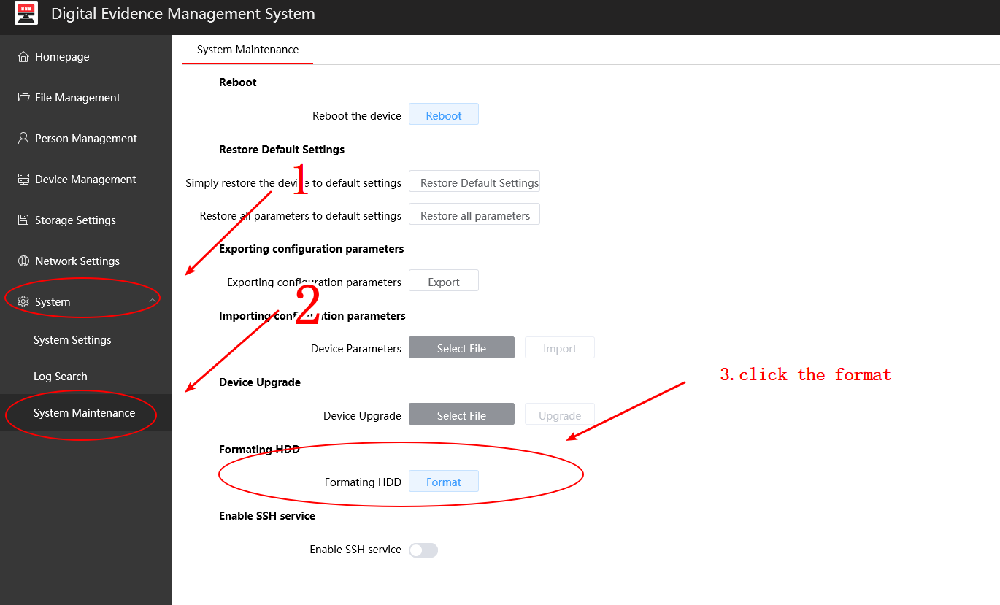 Digital Evidence Management System
Homepage
File Management
Person Management
Device Management
Storage Settings
Network Settings
System
System Settings
Log Search
System Maintenance
System Maintenance
Reboot
Reboot the device Reboot
Restore Default Settings
1
Simply restore the device to default settings Restore Default Settings
Restore all parameters to default settings Restore all parameters
Exporting configuration parameters
Exporting configuration parameters Export
2
Importing configuration parameters
Device Parameters Select File Import
3.click the format
Device Upgrade
Device Upgrade Select File Upgrade
Formating HDD
Formating HDD Format
Enable SSH service
Enable SSH service